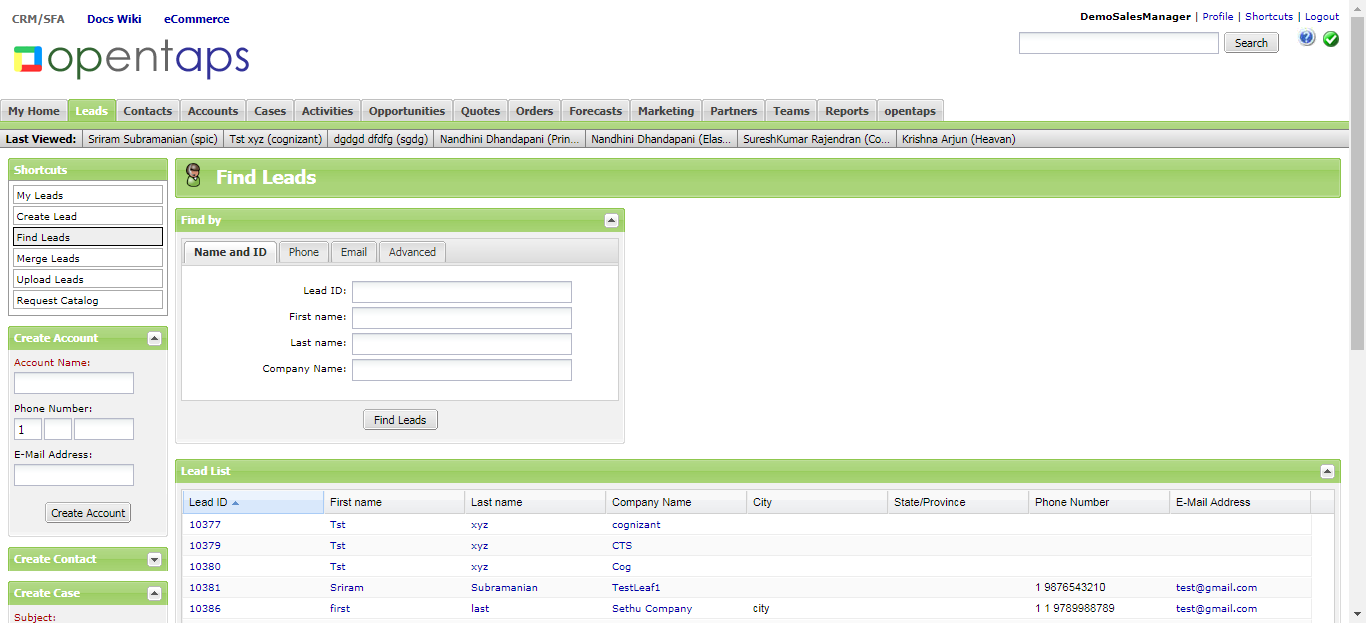 CRM/SFA Docs Wiki eCommerce
DemoSalesManager | Profile | Shortcuts | Logout
opentaps
Search
?
My Home Leads Contacts Accounts Cases Activities Opportunities Quotes Orders Forecasts Marketing Partners Teams Reports opentaps
Last Viewed: Sriram Subramanian (spic) Tst xyz (cognizant) dgdgd dfdfg (sgdg) Nandhini Dhandapani (Prin... Nandhini Dhandapani (Elas... SureshKumar Rajendran (Co... Krishna Arjun (Heavan)
Shortcuts
My Leads
Create Lead
Find Leads
Merge Leads
Upload Leads
Request Catalog
Create Account
Account Name:
Phone Number:
1
E-Mail Address:
Create Account
Create Contact
Create Case
Subject:
Find Leads
Find by
Name and ID Phone Email Advanced
Lead ID:
First name:
Last name:
Company Name:
Find Leads
Lead List
Lead ID First name Last name Company Name City State/Province Phone Number E-Mail Address
10377 Tst xyz cognizant
10379 Tst xyz CTS
10380 Tst xyz Cog
10381 Sriram Subramanian TestLeaf1 1 9876543210 test@gmail.com
10386 first last Sethu Company city 1 1 9789988789 test@gmail.com